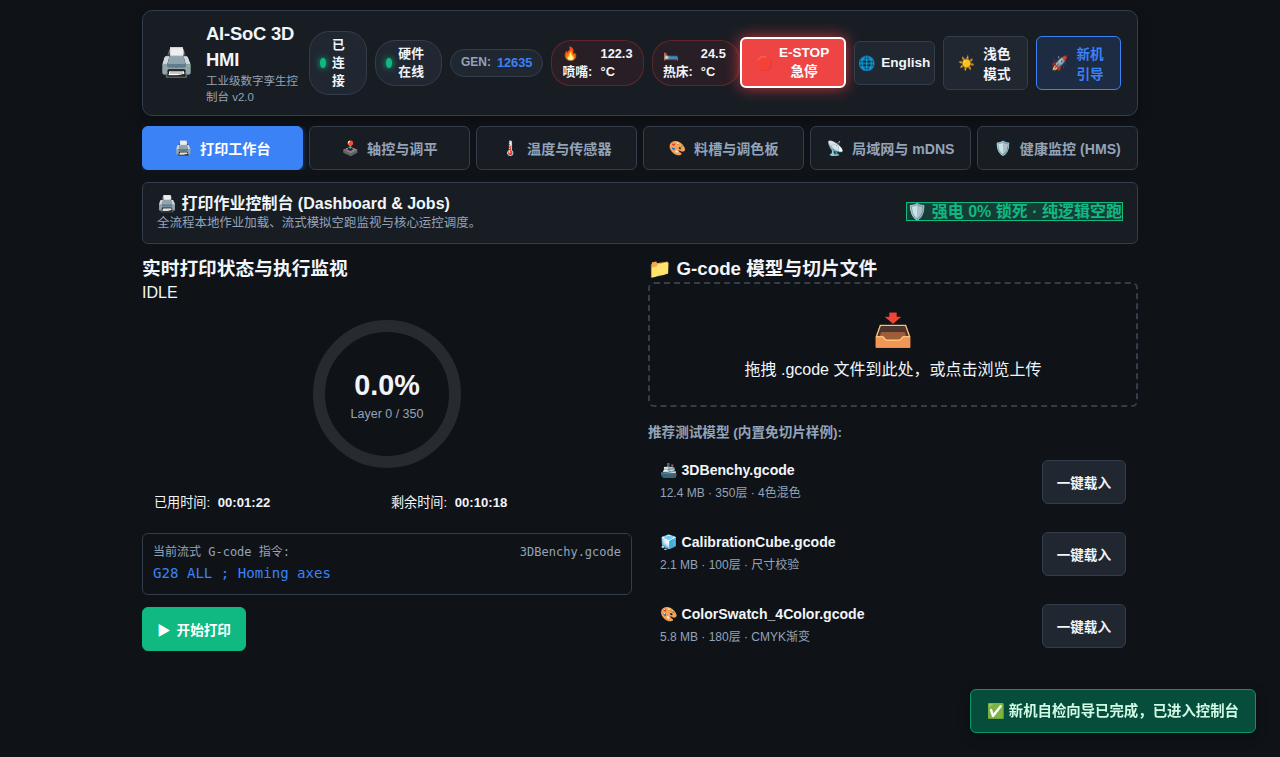 AI-SoC 3D
HMI
工业级数字孪生控
制台 v2.0
已
连
接
硬件
在线
GEN: 12635
喷嘴: 122.3
°C
热床: 24.5
°C
E-STOP
急停
English
浅色
模式
新机
引导
打印工作台
轴控与调平
温度与传感器
料槽与调色板
局域网与 mDNS
健康监控 (HMS)
打印作业控制台 (Dashboard & Jobs)
全流程本地作业加载、流式模拟空跑监视与核心运控调度。
强电 0% 锁死 · 纯逻辑空跑
实时打印状态与执行监视
IDLE
0.0%
Layer 0 / 350
已用时间: 00:01:22
剩余时间: 00:10:18
当前流式 G-code 指令:
3DBenchy.gcode
G28 ALL ; Homing axes
▶ 开始打印
G-code 模型与切片文件
拖拽 .gcode 文件到此处，或点击浏览上传
推荐测试模型 (内置免切片样例):
3DBenchy.gcode
12.4 MB · 350层 · 4色混色
一键载入
CalibrationCube.gcode
2.1 MB · 100层 · 尺寸校验
一键载入
ColorSwatch_4Color.gcode
5.8 MB · 180层 · CMYK渐变
一键载入
新机自检向导已完成，已进入控制台